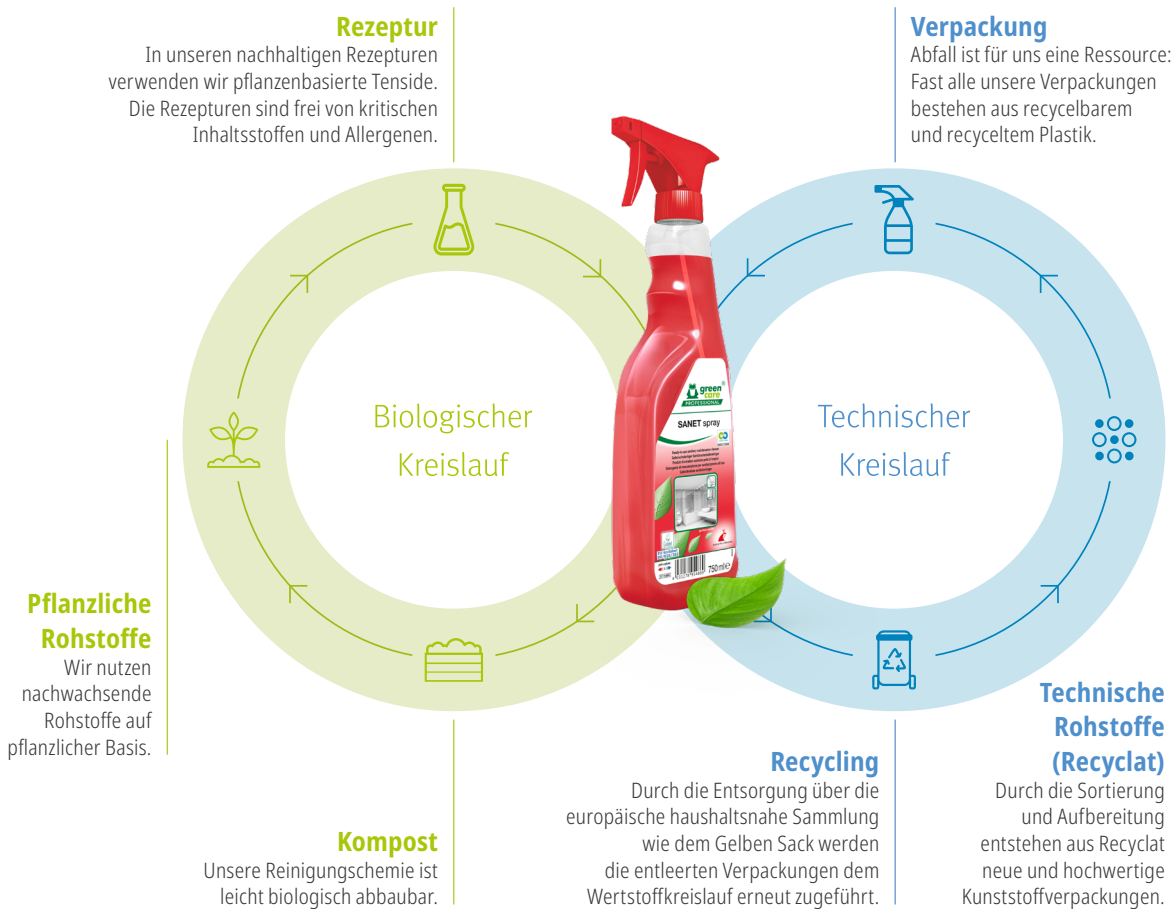 Rezeptur
In unseren nachhaltigen Rezepturen
verwenden wir pflanzenbasierte Tenside.
Die Rezepturen sind frei von kritischen
Inhaltsstoffen und Allergenen.
Verpackung
Abfall ist für uns eine Ressource:
Fast alle unsere Verpackungen
bestehen aus recycelbarem
und recyceltem Plastik.
Biologischer
Kreislauf
green
care
PROFESSIONAL
SANET spray
750 ml e
Technischer
Kreislauf
Pflanzliche
Rohstoffe
Wir nutzen
nachwachsende
Rohstoffe auf
pflanzlicher Basis.
Kompost
Unsere Reinigungschemie ist
leicht biologisch abbaubar.
Recycling
Durch die Entsorgung über die
europäische haushaltsnahe Sammlung
wie dem Gelben Sack werden
die entleerten Verpackungen dem
Wertstoffkreislauf erneut zugeführt.
Technische
Rohstoffe
(Recyclat)
Durch die Sortierung
und Aufbereitung
entstehen aus Recyclat
neue und hochwertige
Kunststoffverpackungen.